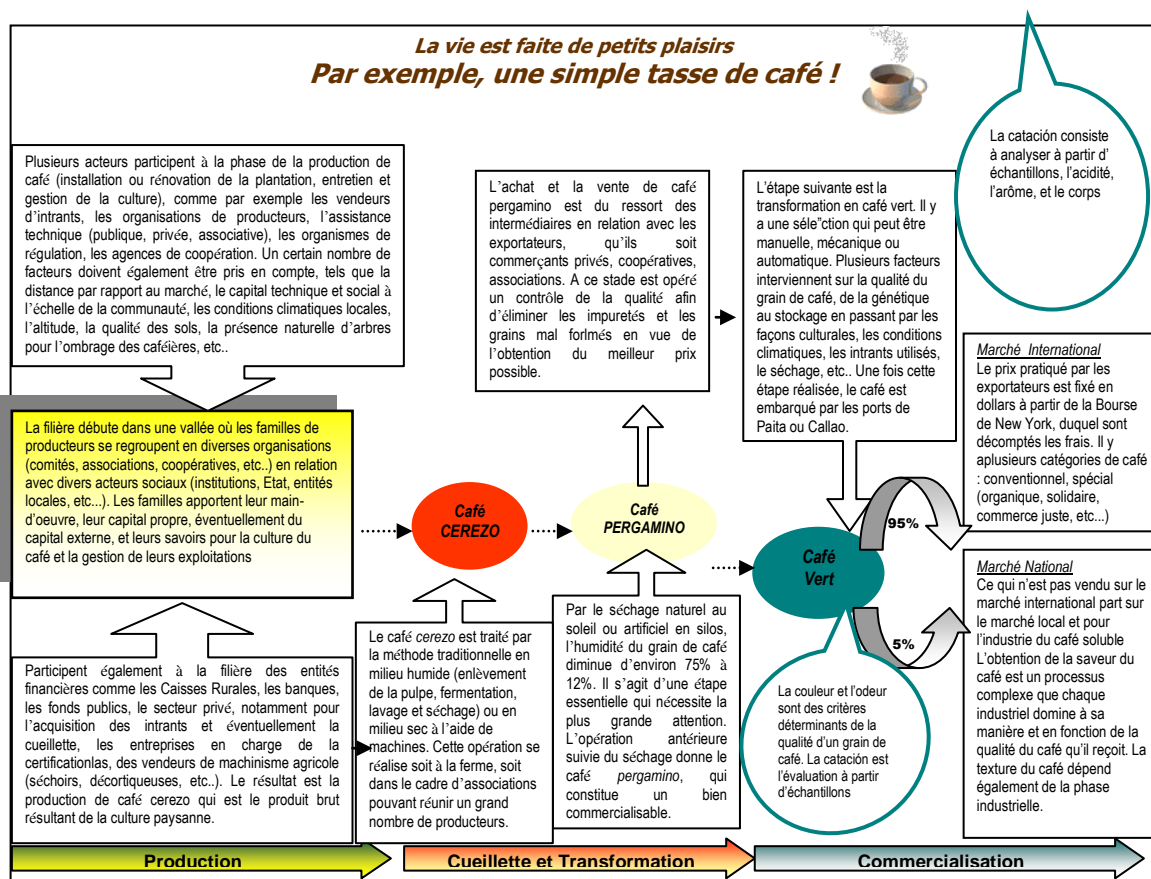 La vie est faite de petits plaisirs
Par exemple, une simple tasse de café !
La catación consiste
à analyser à partir d'
échantillons, l'acidité,
l'arôme, et le corps
Plusieurs acteurs participent à la phase de la production de
café (installation ou rénovation de la plantation, entretien et
gestion de la culture), comme par exemple les vendeurs
d'intrants, les organisations de producteurs, l'assistance
technique (publique, privée, associative), les organismes de
régulation, les agences de coopération. Un certain nombre de
facteurs doivent également être pris en compte, tels que la
distance par rapport au marché, le capital technique et social à
l'échelle de la communauté, les conditions climatiques locales,
l'altitude, la qualité des sols, la présence naturelle d'arbres
pour l'ombrage des caféières, etc..
L'achat et la vente de café
pergamino est du ressort des
intermédiaires en relation avec les
exportateurs, qu'ils soit
commerçants privés, coopératives,
associations. A ce stade est opéré
un contrôle de la qualité afin
d'éliminer les impuretés et les
grains mal forlmés en vue de
l'obtention du meilleur prix
possible.
L'étape suivante est la
transformation en café vert. Il y
a une séle"ction qui peut être
manuelle, mécanique ou
automatique. Plusieurs facteurs
interviennent sur la qualité du
grain de café, de la génétique
au stockage en passant par les
façons culturales, les conditions
climatiques, les intrants utilisés,
le séchage, etc.. Une fois cette
étape réalisée, le café est
embarqué par les ports de
Paita ou Callao.
Marché International
Le prix pratiqué par les
exportateurs est fixé en
dollars à partir de la Bourse
de New York, duquel sont
décomptés les frais. Il y
aplusieurs catégories de café
: conventionnel, spécial
(organique, solidaire,
commerce juste, etc...)
La filière débute dans une vallée où les familles de
producteurs se regroupent en diverses organisations
(comités, associations, coopératives, etc..) en relation
avec divers acteurs sociaux (institutions, Etat, entités
locales, etc...). Les familles apportent leur main-
d'oeuvre, leur capital propre, éventuellement du
capital externe, et leurs savoirs pour la culture du
café et la gestion de leurs exploitations
Café
CEREZO
Café
PERGAMINO
Café
Vert
95%
5%
Marché National
Ce qui n'est pas vendu sur le
marché international part sur
le marché local et pour
l'industrie du café soluble
L'obtention de la saveur du
café est un processus
complexe que chaque
industriel domine à sa
manière et en fonction de la
qualité du café qu'il reçoit. La
texture du café dépend
également de la phase
industrielle.
Participent également à la filière des entités
financières comme les Caisses Rurales, les banques,
les fonds publics, le secteur privé, notamment pour
l'acquisition des intrants et éventuellement la
cueillette, les entreprises en charge de la
certificationlas, des vendeurs de machinisme agricole
(séchoirs, décortiqueuses, etc..). Le résultat est la
production de café cerezo qui est le produit brut
résultant de la culture paysanne.
Le café cerezo est traité par
la méthode traditionnelle en
milieu humide (enlèvement
de la pulpe, fermentation,
lavage et séchage) ou en
milieu sec à l'aide de
machines. Cette opération se
réalise soit à la ferme, soit
dans le cadre d'associations
pouvant réunir un grand
nombre de producteurs.
Par le séchage naturel au
soleil ou artificiel en silos,
l'humidité du grain de café
diminue d'environ 75% à
12%. Il s'agit d'une étape
essentielle qui nécessite la
plus grande attention.
L'opération antérieure
suivie du séchage donne le
café pergamino, qui
constitue un bien
commercialisable.
La couleur et l'odeur
sont des critères
déterminants de la
qualité d'un grain de
café. La catación est
l'évaluation à partir
d'échantillons
Production
Cueillette et Transformation
Commercialisation